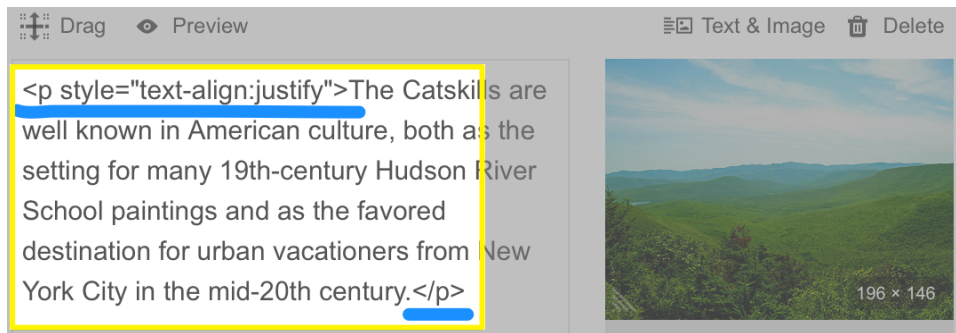 Drag Preview Text & Image Delete
<p style="text-align:justify">The Catskills are
well known in American culture, both as the
setting for many 19th-century Hudson River
School paintings and as the favored
destination for urban vacationers from New
York City in the mid-20th century.</p>
196 × 146